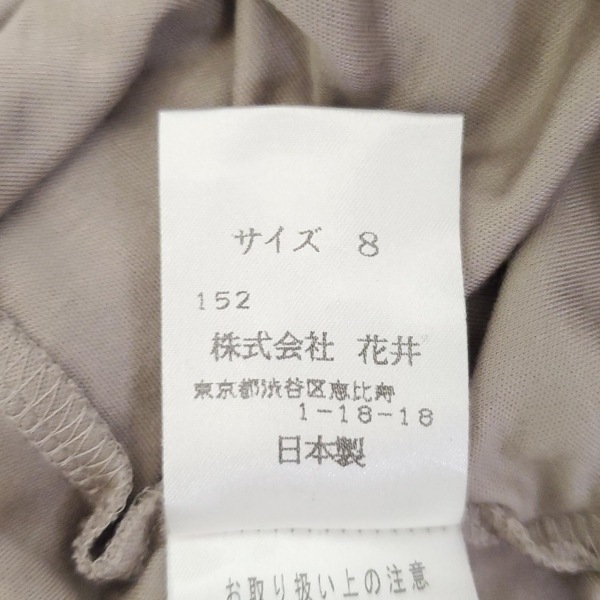 サイズ 8
152
株式会社 花井
東京都渋谷区恵比寿
1-18-18
日本製
お取り扱い上の注意